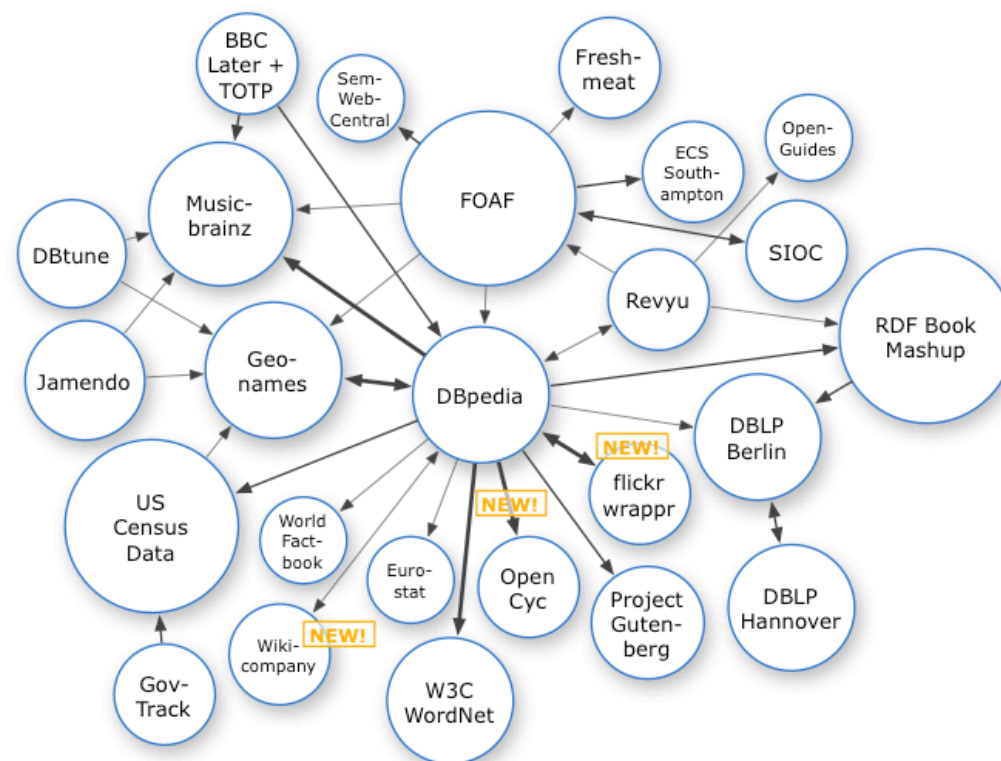 BBC
Later +
TOTP
Sem-
Web-
Central
Fresh-
meat
Open-
Guides
ECS
South-
ampton
FOAF
Music-
brainz
SIOC
DBtune
Revyu
RDF Book
Mashup
Geo-
names
Jamendo
DBpedia
DBLP
Berlin
NEW!
flickr
wrappr
NEW!
US
Census
Data
World
Fact-
book
Euro-
stat
Open
Cyc
Project
Guten-
berg
DBLP
Hannover
NEW!
Wiki-
company
Gov-
Track
W3C
WordNet